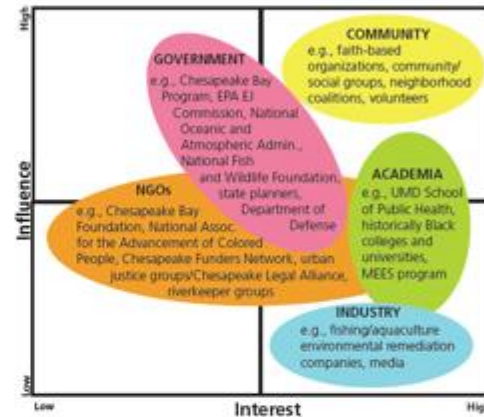 High
Influence
Low
GOVERNMENT
e.g., Chesapeake Bay
Program, EPA EJ
Commission, National
Oceanic and
Atmospheric Admin.,
National Fish
and Wildlife Foundation,
state planners,
Department of
Defense
COMMUNITY
e.g., faith-based
organizations, community/
social groups, neighborhood
coalitions, volunteers
NGOs
e.g., Chesapeake Bay
Foundation, National Assoc.
for the Advancement of Colored
People, Chesapeake Funders Network, urban
justice groups/Chesapeake Legal Alliance,
riverkeeper groups
ACADEMIA
e.g., UMD School
of Public Health,
historically Black
colleges and
universities,
MEES program
INDUSTRY
e.g., fishing/aquaculture
environmental remediation
companies, media
Low
Interest
Hig